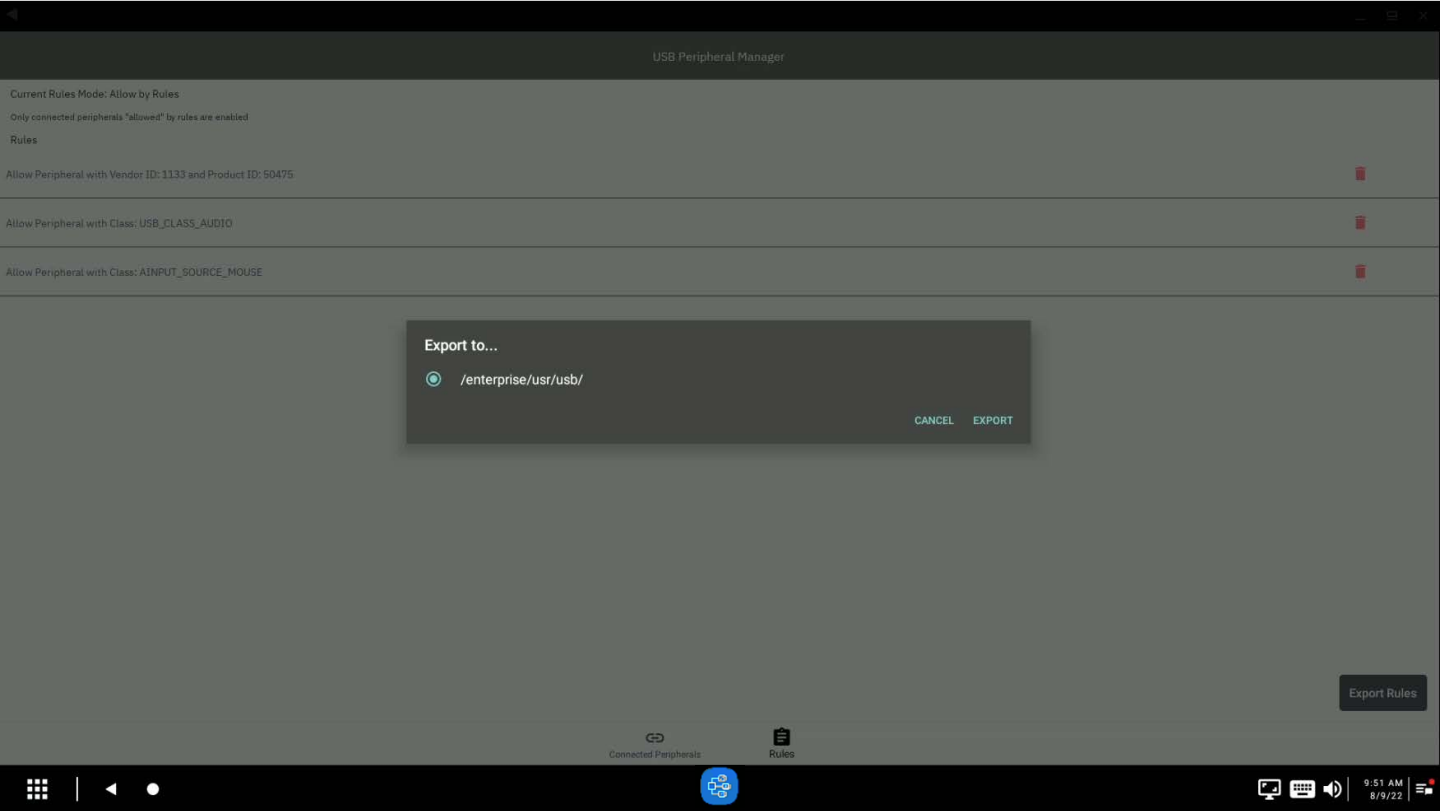 USB Peripheral Manager
Current Rules Mode: Allow by Rules
Only connected peripherals "allowed" by rules are enabled
Rules
Allow Peripheral with Vendor ID: 1133 and Product ID: 50475
Allow Peripheral with Class: USB_CLASS_AUDIO
Allow Peripheral with Class: AINPUT_SOURCE_MOUSE
Export to...
/enterprise/usr/usb/
CANCEL EXPORT
Export Rules
Connected Peripherals Rules
9:51 AM
8/9/22